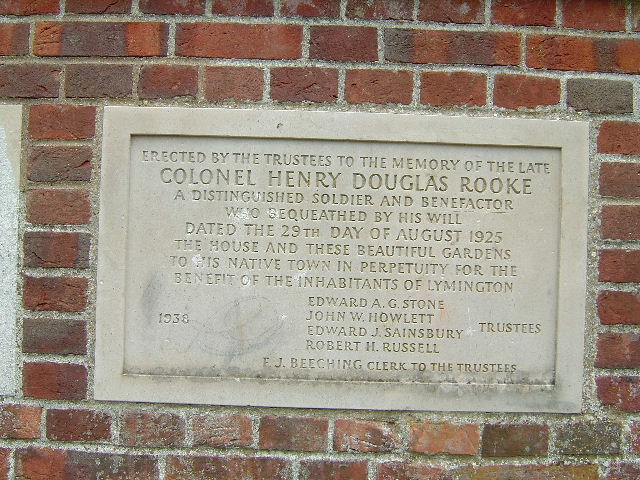 ERECTED BY THE TRUSTEES TO THE MEMORY OF THE LATE
COLONEL HENRY DOUGLAS ROOKE
A DISTINGUISHED SOLDIER AND BENEFACTOR
WHO BEQUEATHED BY HIS WILL
DATED THE 29TH DAY OF AUGUST 1925
THE HOUSE AND THESE BEAUTIFUL GARDENS
TO HIS NATIVE TOWN IN PERPETUITY FOR THE
BENEFIT OF THE INHABITANTS OF LYMINGTON
1938
EDWARD A. G. STONE
JOHN W. HOWLETT
EDWARD J. SAINSBURY
ROBERT H. RUSSELL
TRUSTEES
F. J. BEECHING CLERK TO THE TRUSTEES